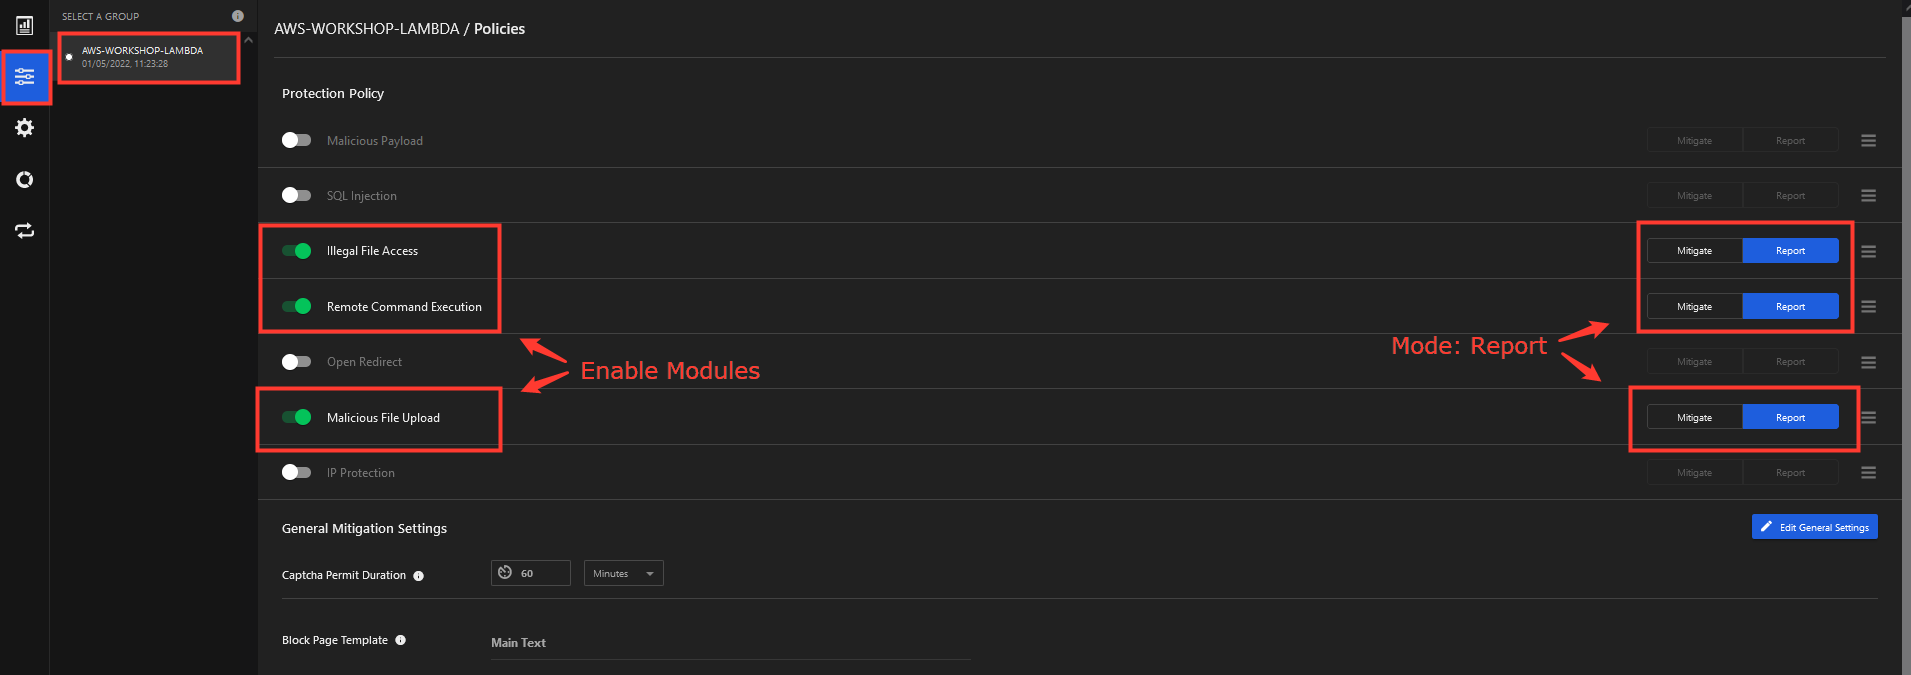 SELECT A GROUP
AWS-WORKSHOP-LAMBDA
01/05/2022, 11:23:28
AWS-WORKSHOP-LAMBDA / Policies
Protection Policy
Malicious Payload Mitigate Report
SQL Injection Mitigate Report
Illegal File Access Mitigate Report
Remote Command Execution Mitigate Report
Open Redirect Mitigate Report
Enable Modules
Mode: Report
Malicious File Upload Mitigate Report
IP Protection Mitigate Report
General Mitigation Settings Edit General Settings
Captcha Permit Duration 60 Minutes
Block Page Template Main Text